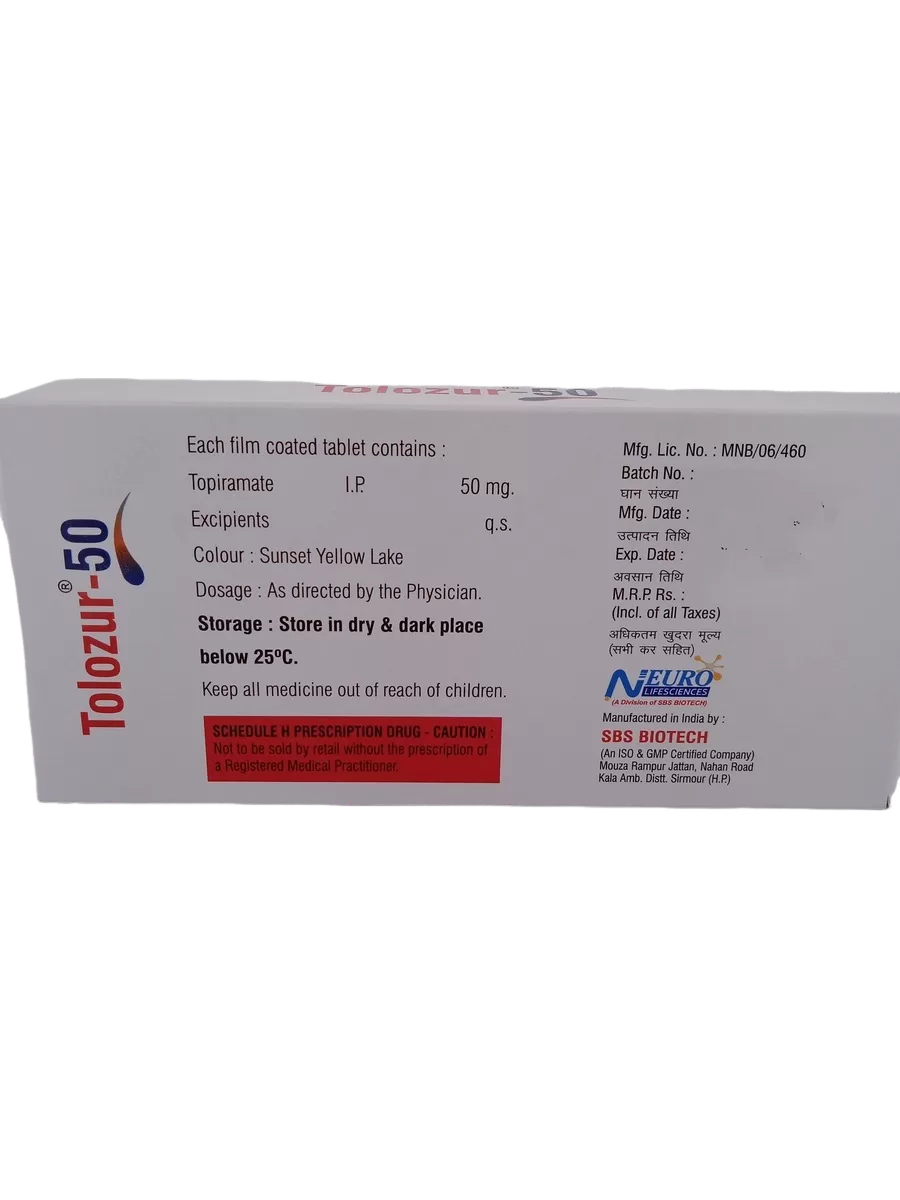 Tolozur-50
Tolozur®-50
Each film coated tablet contains :
Topiramate I.P. 50 mg.
Excipients q.s.
Colour : Sunset Yellow Lake
Dosage : As directed by the Physician.
Storage : Store in dry & dark place
below 25ºC.
Keep all medicine out of reach of children.
SCHEDULE H PRESCRIPTION DRUG - CAUTION :
Not to be sold by retail without the prescription of
a Registered Medical Practitioner.
Mfg. Lic. No. : MNB/06/460
Batch No. :
घान संख्या
Mfg. Date :
उत्पादन तिथि
Exp. Date :
अवसान तिथि
M.R.P. Rs. :
(Incl. of all Taxes)
अधिकतम खुदरा मूल्य
(सभी कर सहित)
NEURO
LIFESCIENCES
(A Division of SBS BIOTECH)
Manufactured in India by :
SBS BIOTECH
(An ISO & GMP Certified Company)
Mouza Rampur Jattan, Nahan Road
Kala Amb. Distt. Sirmour (H.P.)